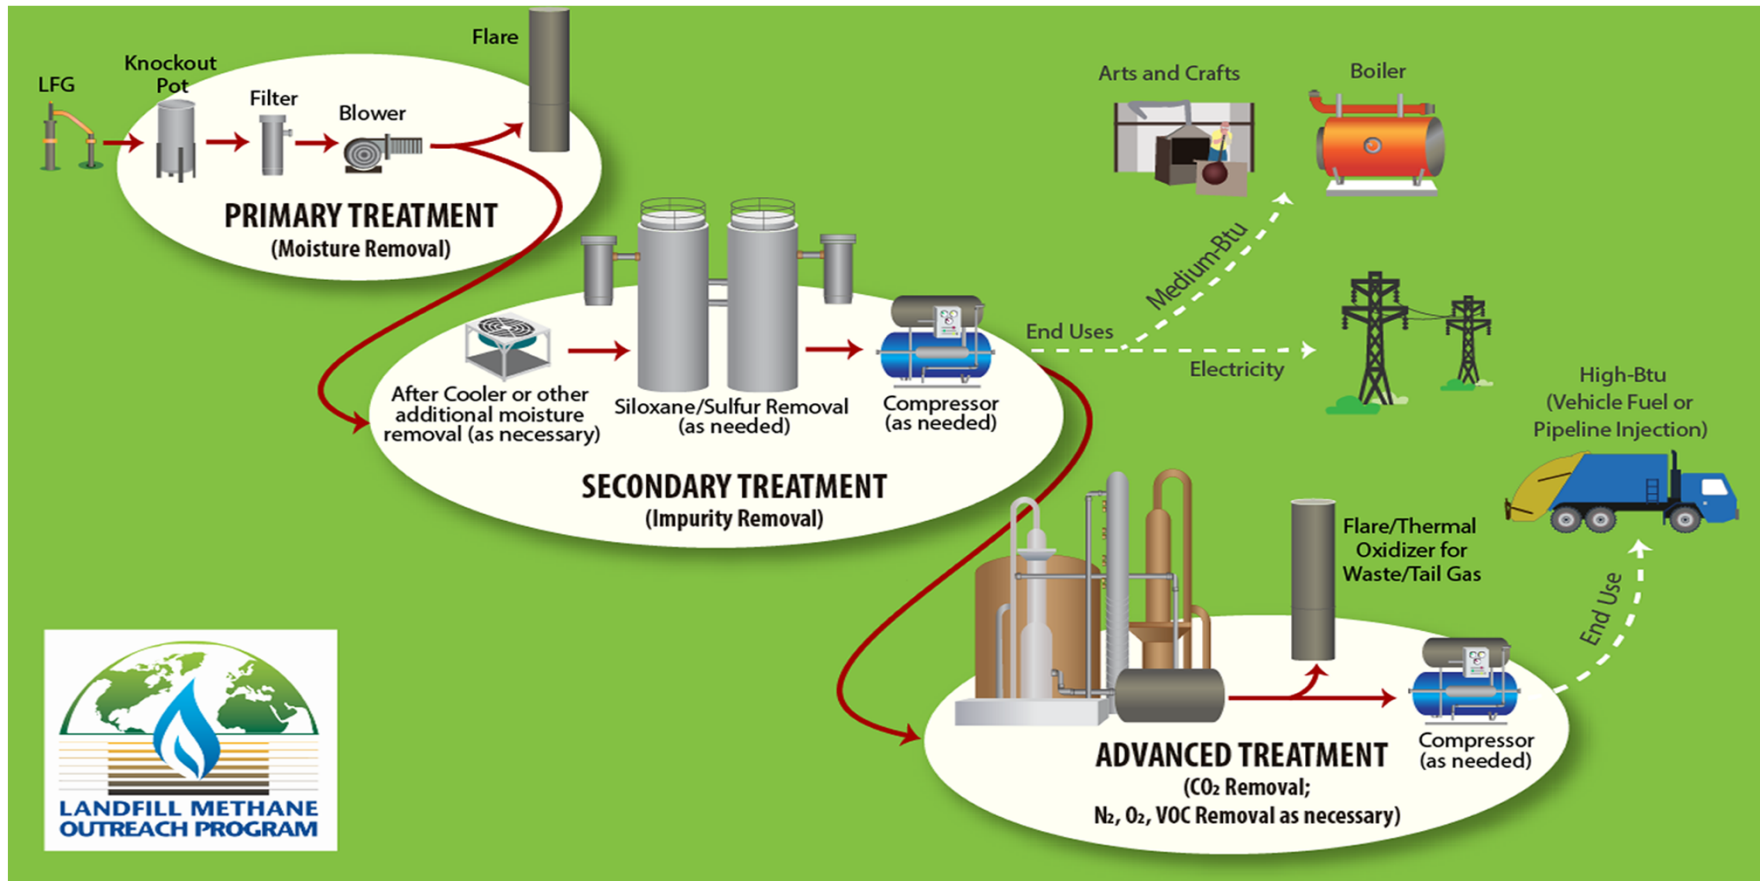 Flare
LFG
Knockout
Pot
Filter
Blower
PRIMARY TREATMENT
(Moisture Removal)
After Cooler or other
additional moisture
removal (as necessary)
Siloxane/Sulfur Removal
(as needed)
Compressor
(as needed)
SECONDARY TREATMENT
(Impurity Removal)
End Uses
Medium-Btu
Electricity
Arts and Crafts
Boiler
High-Btu
(Vehicle Fuel or
Pipeline Injection)
Flare/Thermal
Oxidizer for
Waste/Tail Gas
End Use
Compressor
(as needed)
ADVANCED TREATMENT
(CO₂ Removal;
N₂, O₂, VOC Removal as necessary)
LANDFILL METHANE
OUTREACH PROGRAM